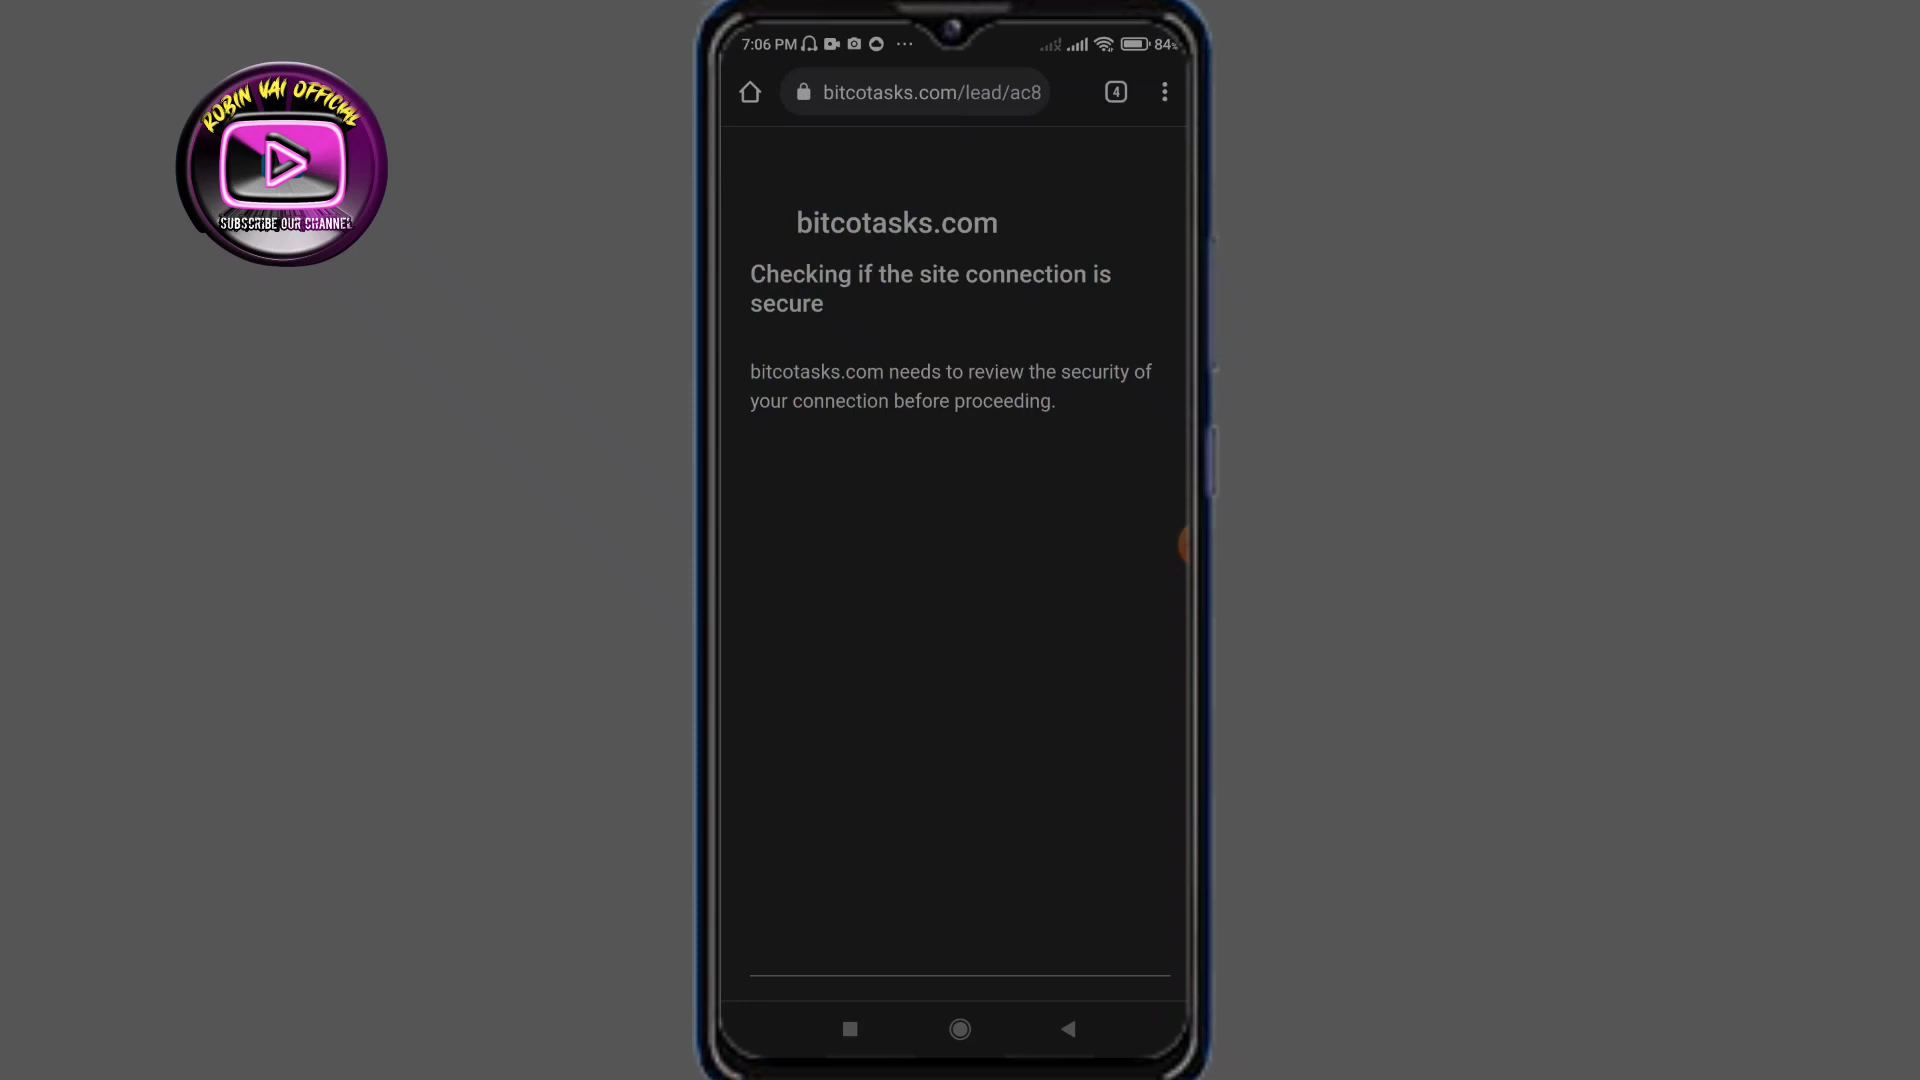 ROBIN VAI OFFICIAL
SUBSCRIBE OUR CHANNEL
7:06 PM
84%
bitcotasks.com/lead/ac8
4
bitcotasks.com
Checking if the site connection is
secure
bitcotasks.com needs to review the security of
your connection before proceeding.